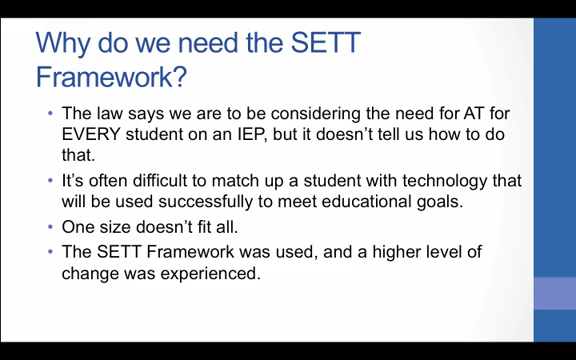 Why do we need the SETT
Framework?
• The law says we are to be considering the need for AT for
EVERY student on an IEP, but it doesn't tell us how to do
that.
• It's often difficult to match up a student with technology that
will be used successfully to meet educational goals.
• One size doesn't fit all.
• The SETT Framework was used, and a higher level of
change was experienced.